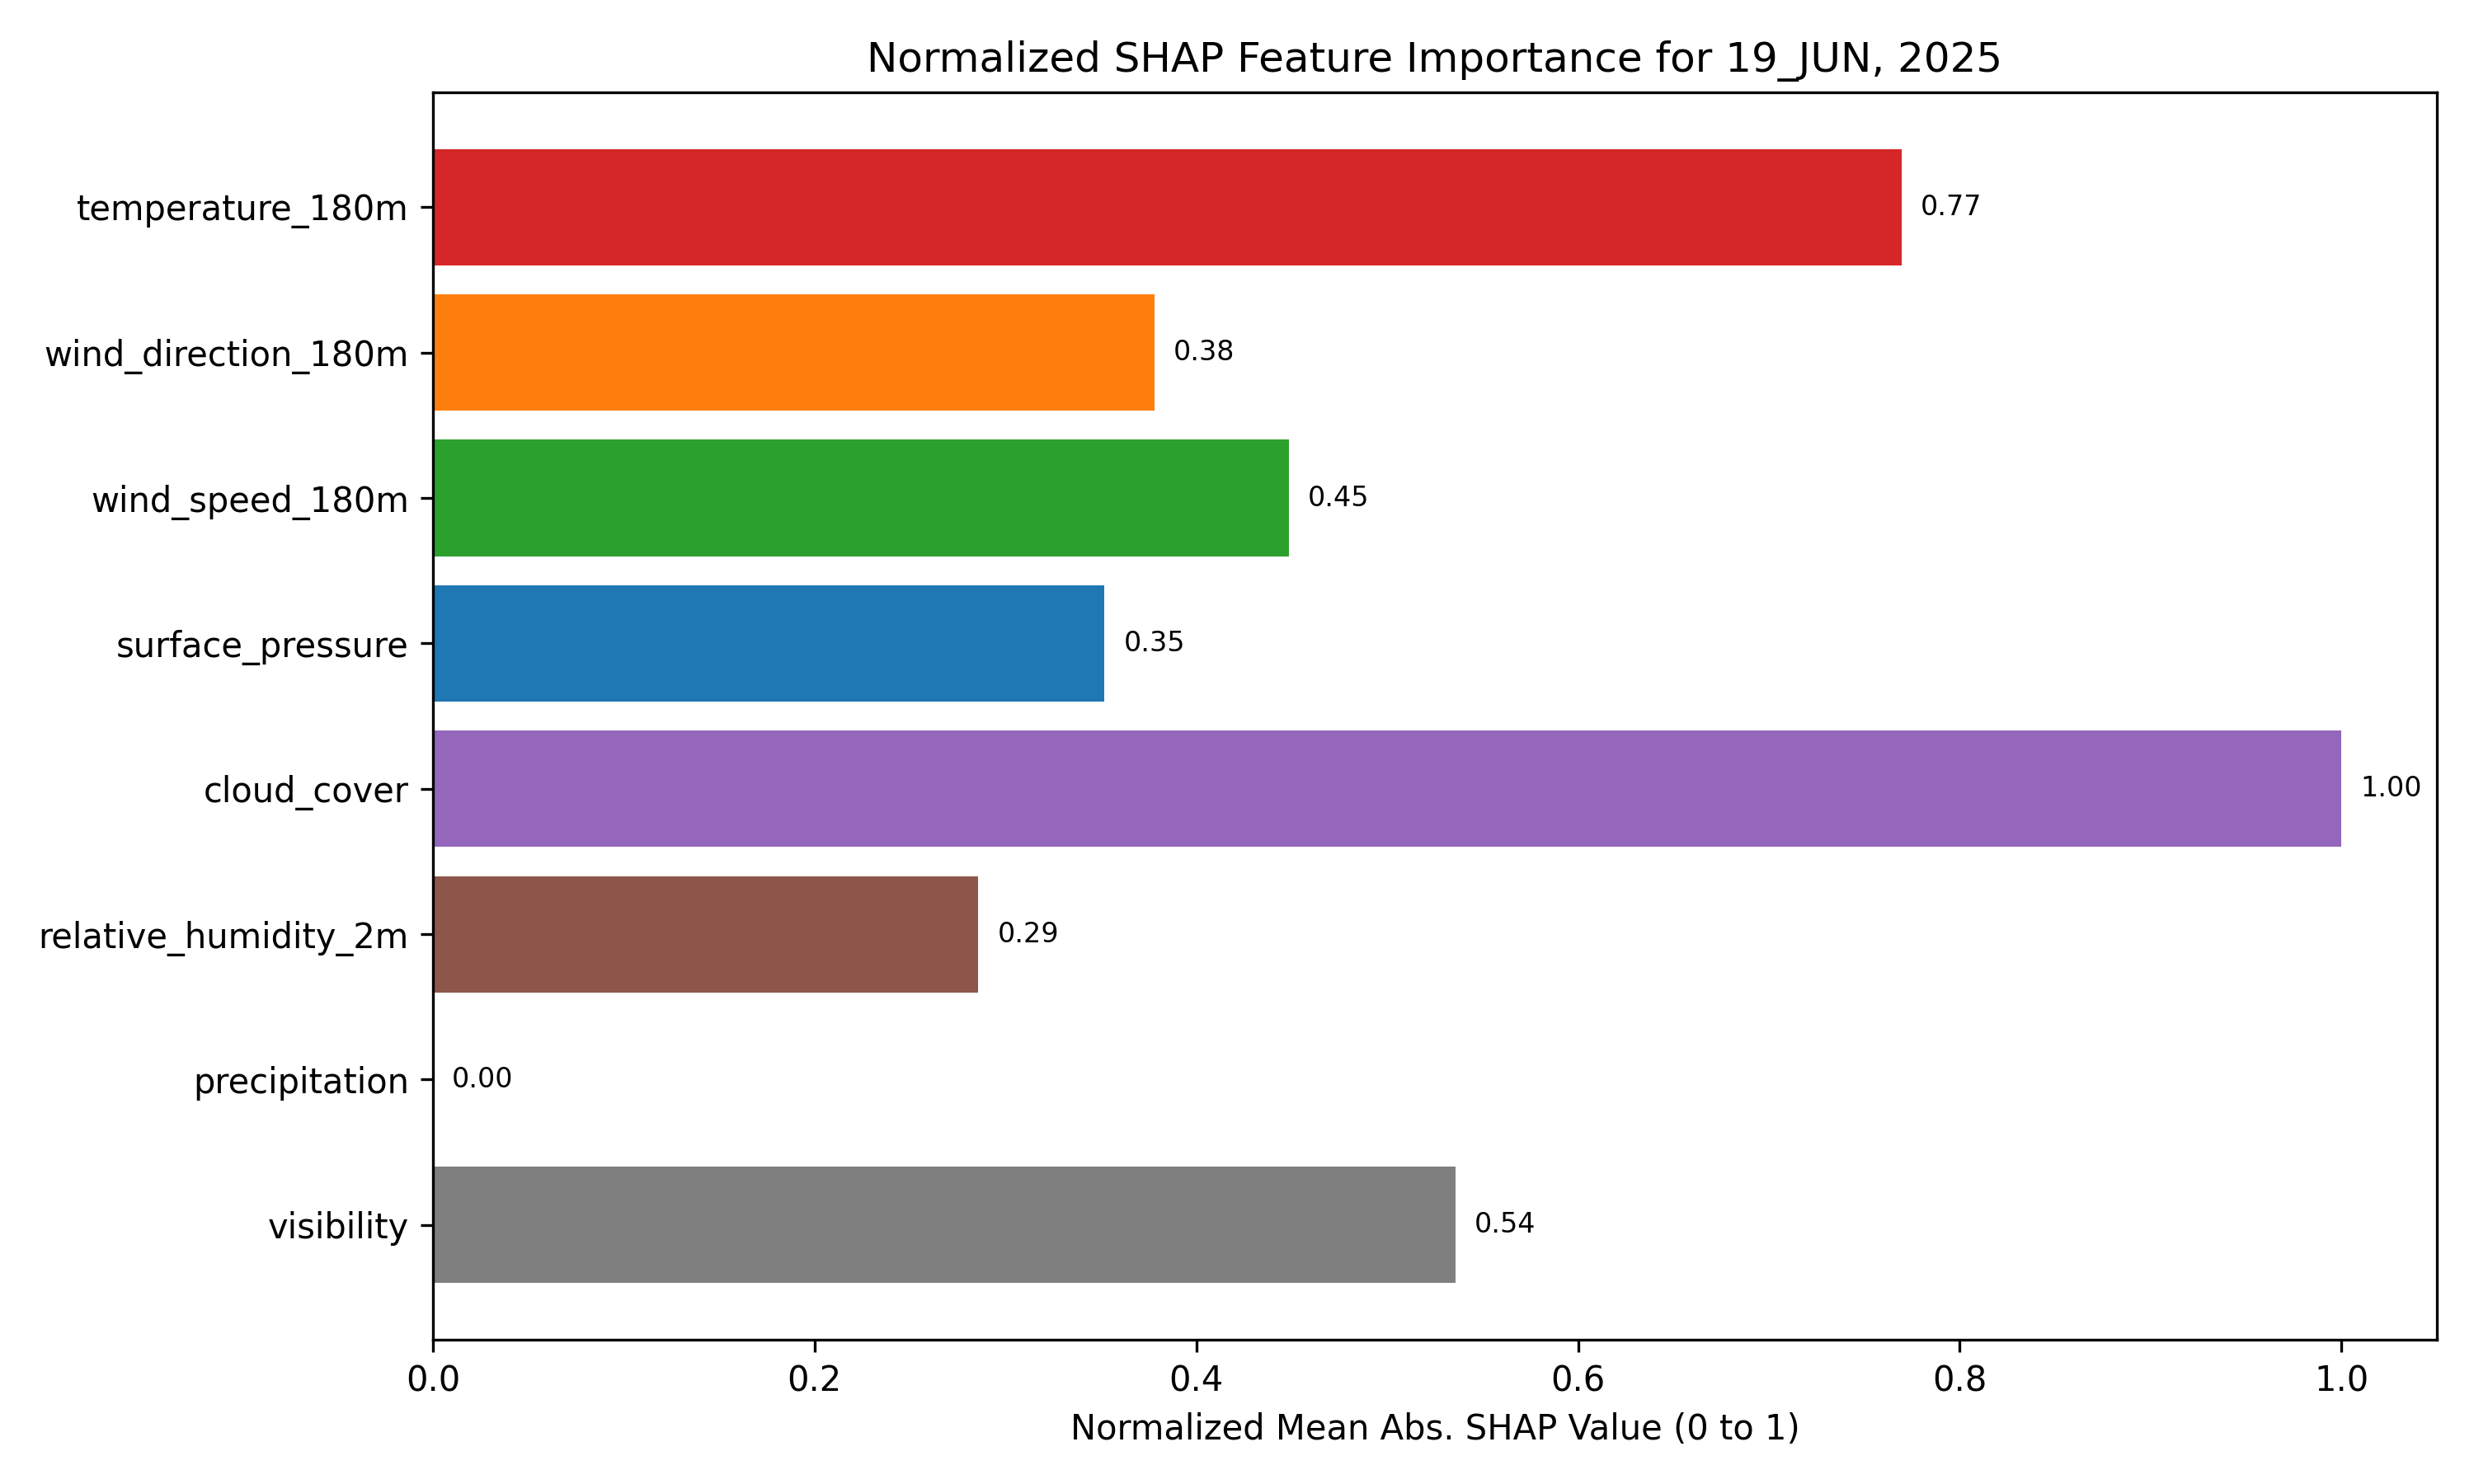 Normalized SHAP Feature Importance for 19_JUN, 2025
temperature_180m 0.77
wind_direction_180m 0.38
wind_speed_180m 0.45
surface_pressure 0.35
cloud_cover 1.00
relative_humidity_2m 0.29
precipitation 0.00
visibility 0.54
0.0 0.2 0.4 0.6 0.8 1.0
Normalized Mean Abs. SHAP Value (0 to 1)